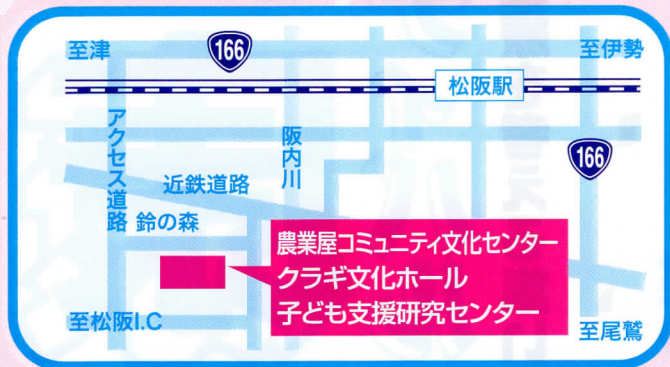 至津
166
至伊勢
松阪駅
アクセス道路
阪内川
166
近鉄道路
鈴の森
農業屋コミュニティ文化センター
クラギ文化ホール
子ども支援研究センター
至松阪I.C
至尾鷲